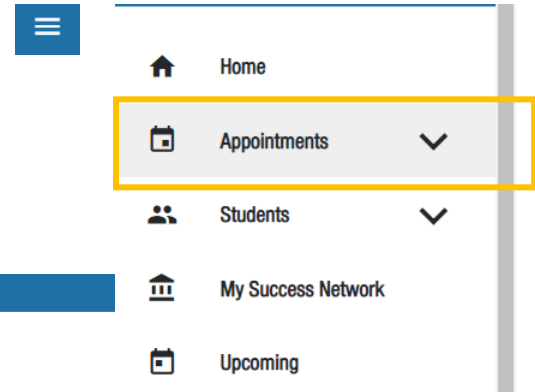 Home
Appointments
Students
My Success Network
Upcoming